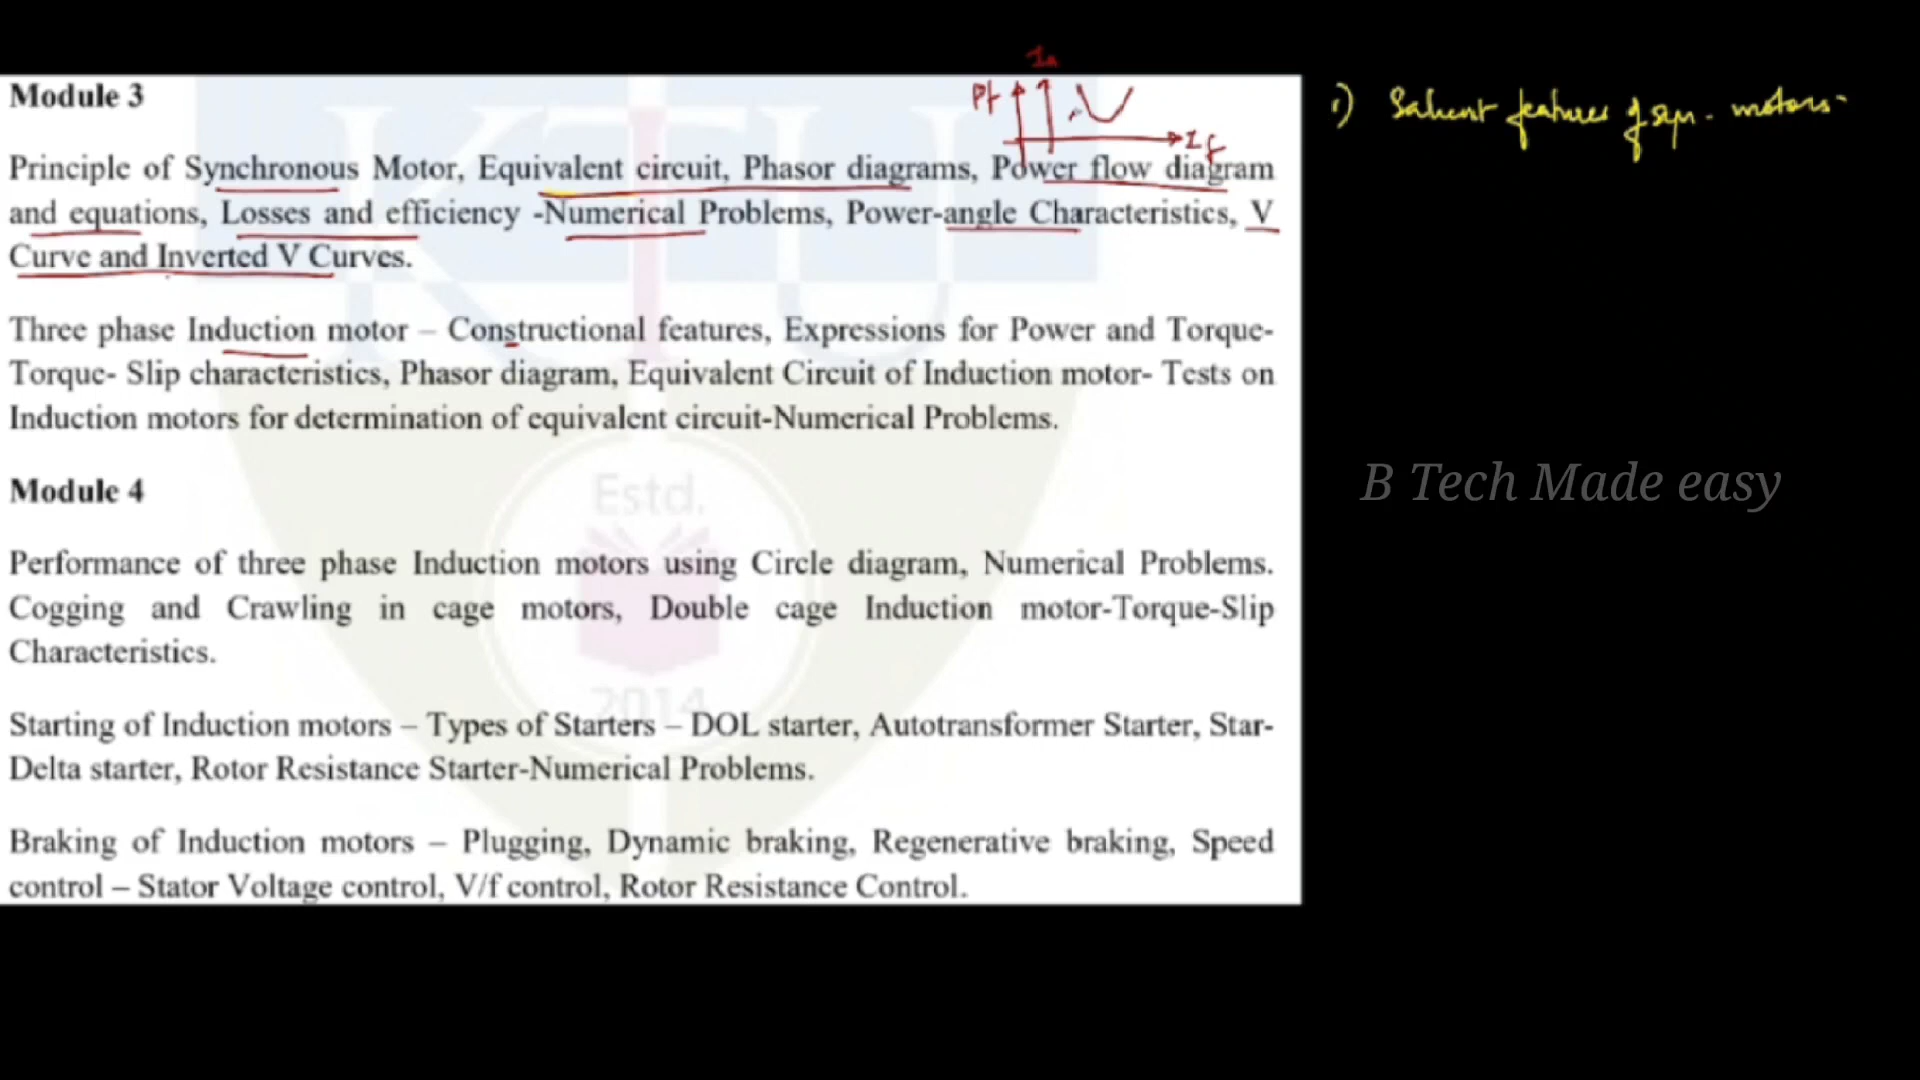 Ia
Pf
If
Module 3
1) Salient features of syn. motors-
Principle of Synchronous Motor, Equivalent circuit, Phasor diagrams, Power flow diagram
and equations, Losses and efficiency -Numerical Problems, Power-angle Characteristics, V
Curve and Inverted V Curves.
Three phase Induction motor – Constructional features, Expressions for Power and Torque-
Torque- Slip characteristics, Phasor diagram, Equivalent Circuit of Induction motor- Tests on
Induction motors for determination of equivalent circuit-Numerical Problems.
B Tech Made easy
Module 4
Estd.
Performance of three phase Induction motors using Circle diagram, Numerical Problems.
Cogging and Crawling in cage motors, Double cage Induction motor-Torque-Slip
Characteristics.
2014
Starting of Induction motors – Types of Starters – DOL starter, Autotransformer Starter, Star-
Delta starter, Rotor Resistance Starter-Numerical Problems.
Braking of Induction motors – Plugging, Dynamic braking, Regenerative braking, Speed
control – Stator Voltage control, V/f control, Rotor Resistance Control.
KTU